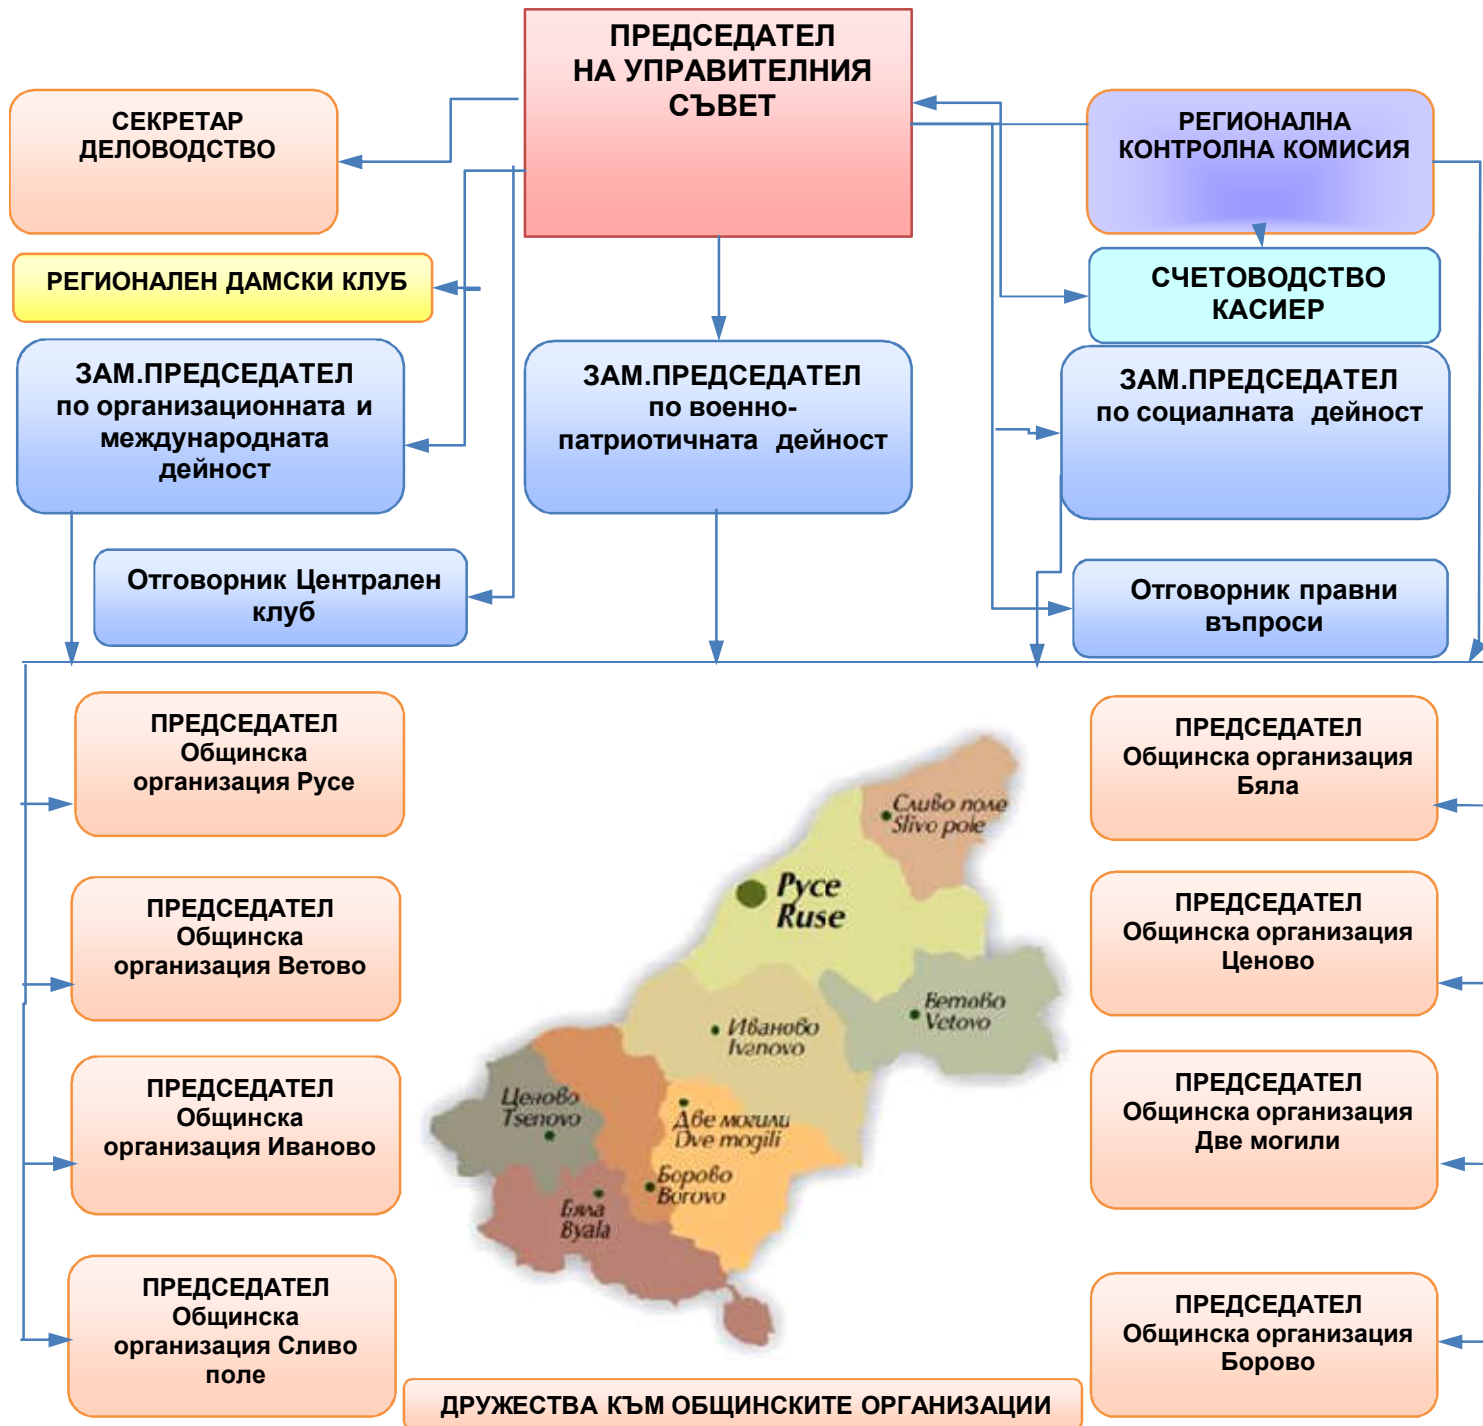 ПРЕДСЕДАТЕЛ
НА УПРАВИТЕЛНИЯ
СЪВЕТ
СЕКРЕТАР
ДЕЛОВОДСТВО
РЕГИОНАЛНА
КОНТРОЛНА КОМИСИЯ
РЕГИОНАЛЕН ДАМСКИ КЛУБ
СЧЕТОВОДСТВО
КАСИЕР
ЗАМ.ПРЕДСЕДАТЕЛ
по организационната и
международната
дейност
ЗАМ.ПРЕДСЕДАТЕЛ
по военно-
патриотичната дейност
ЗАМ.ПРЕДСЕДАТЕЛ
по социалната дейност
Отговорник Централен
клуб
Отговорник правни
въпроси
ПРЕДСЕДАТЕЛ
Общинска
организация Русе
ПРЕДСЕДАТЕЛ
Общинска
организация Ветово
ПРЕДСЕДАТЕЛ
Общинска
организация Иваново
ПРЕДСЕДАТЕЛ
Общинска
организация Сливо
поле
Сливо поле
Slivo pole
Русе
Ruse
Ветово
Vetovo
Иваново
Ivanovo
Ценово
Tsenovo
Две могили
Dve mogili
Борово
Borovo
Бяла
Byala
ПРЕДСЕДАТЕЛ
Общинска организация
Бяла
ПРЕДСЕДАТЕЛ
Общинска организация
Ценово
ПРЕДСЕДАТЕЛ
Общинска организация
Две могили
ПРЕДСЕДАТЕЛ
Общинска организация
Борово
ДРУЖЕСТВА КЪМ ОБЩИНСКИТЕ ОРГАНИЗАЦИИ